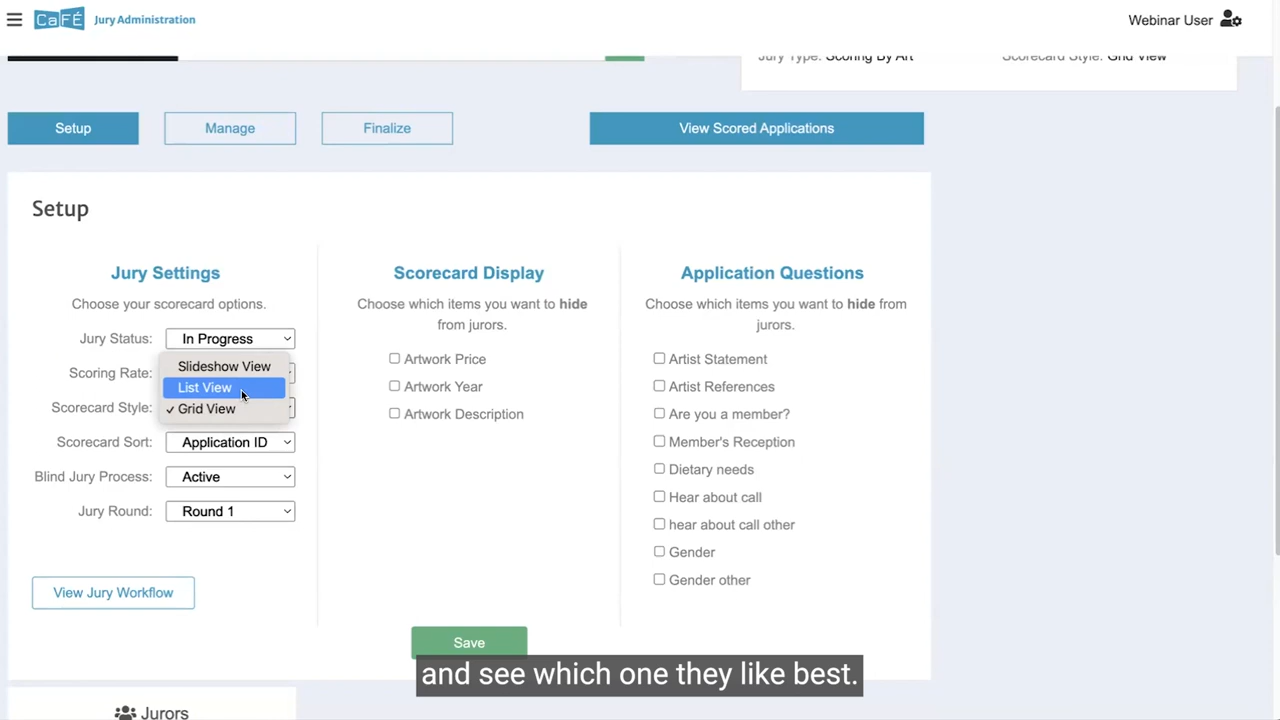 CaFÉ Jury Administration
Webinar User
Jury Type: Scoring By Art
Scorecard Style: Grid View
Setup
Manage
Finalize
View Scored Applications
Setup
Jury Settings
Choose your scorecard options.
Jury Status: In Progress
Scoring Rate:
Slideshow View
List View
Scorecard Style: ✓ Grid View
Scorecard Sort: Application ID
Blind Jury Process: Active
Jury Round: Round 1
View Jury Workflow
Scorecard Display
Choose which items you want to hide
from jurors.
Artwork Price
Artwork Year
Artwork Description
Application Questions
Choose which items you want to hide from
jurors.
Artist Statement
Artist References
Are you a member?
Member's Reception
Dietary needs
Hear about call
hear about call other
Gender
Gender other
Save
and see which one they like best.
Jurors